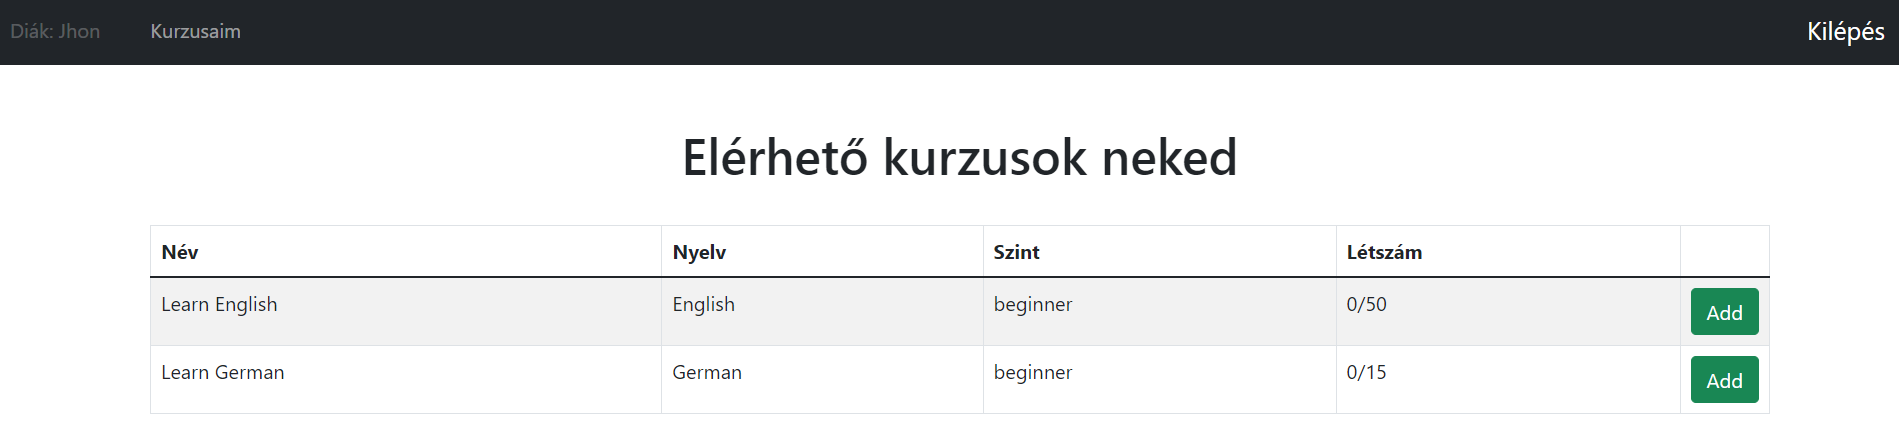 Diák: Jhon Kurzusaim Kilépés
Elérhető kurzusok neked
Név Nyelv Szint Létszám
Learn English English beginner 0/50 Add
Learn German German beginner 0/15 Add